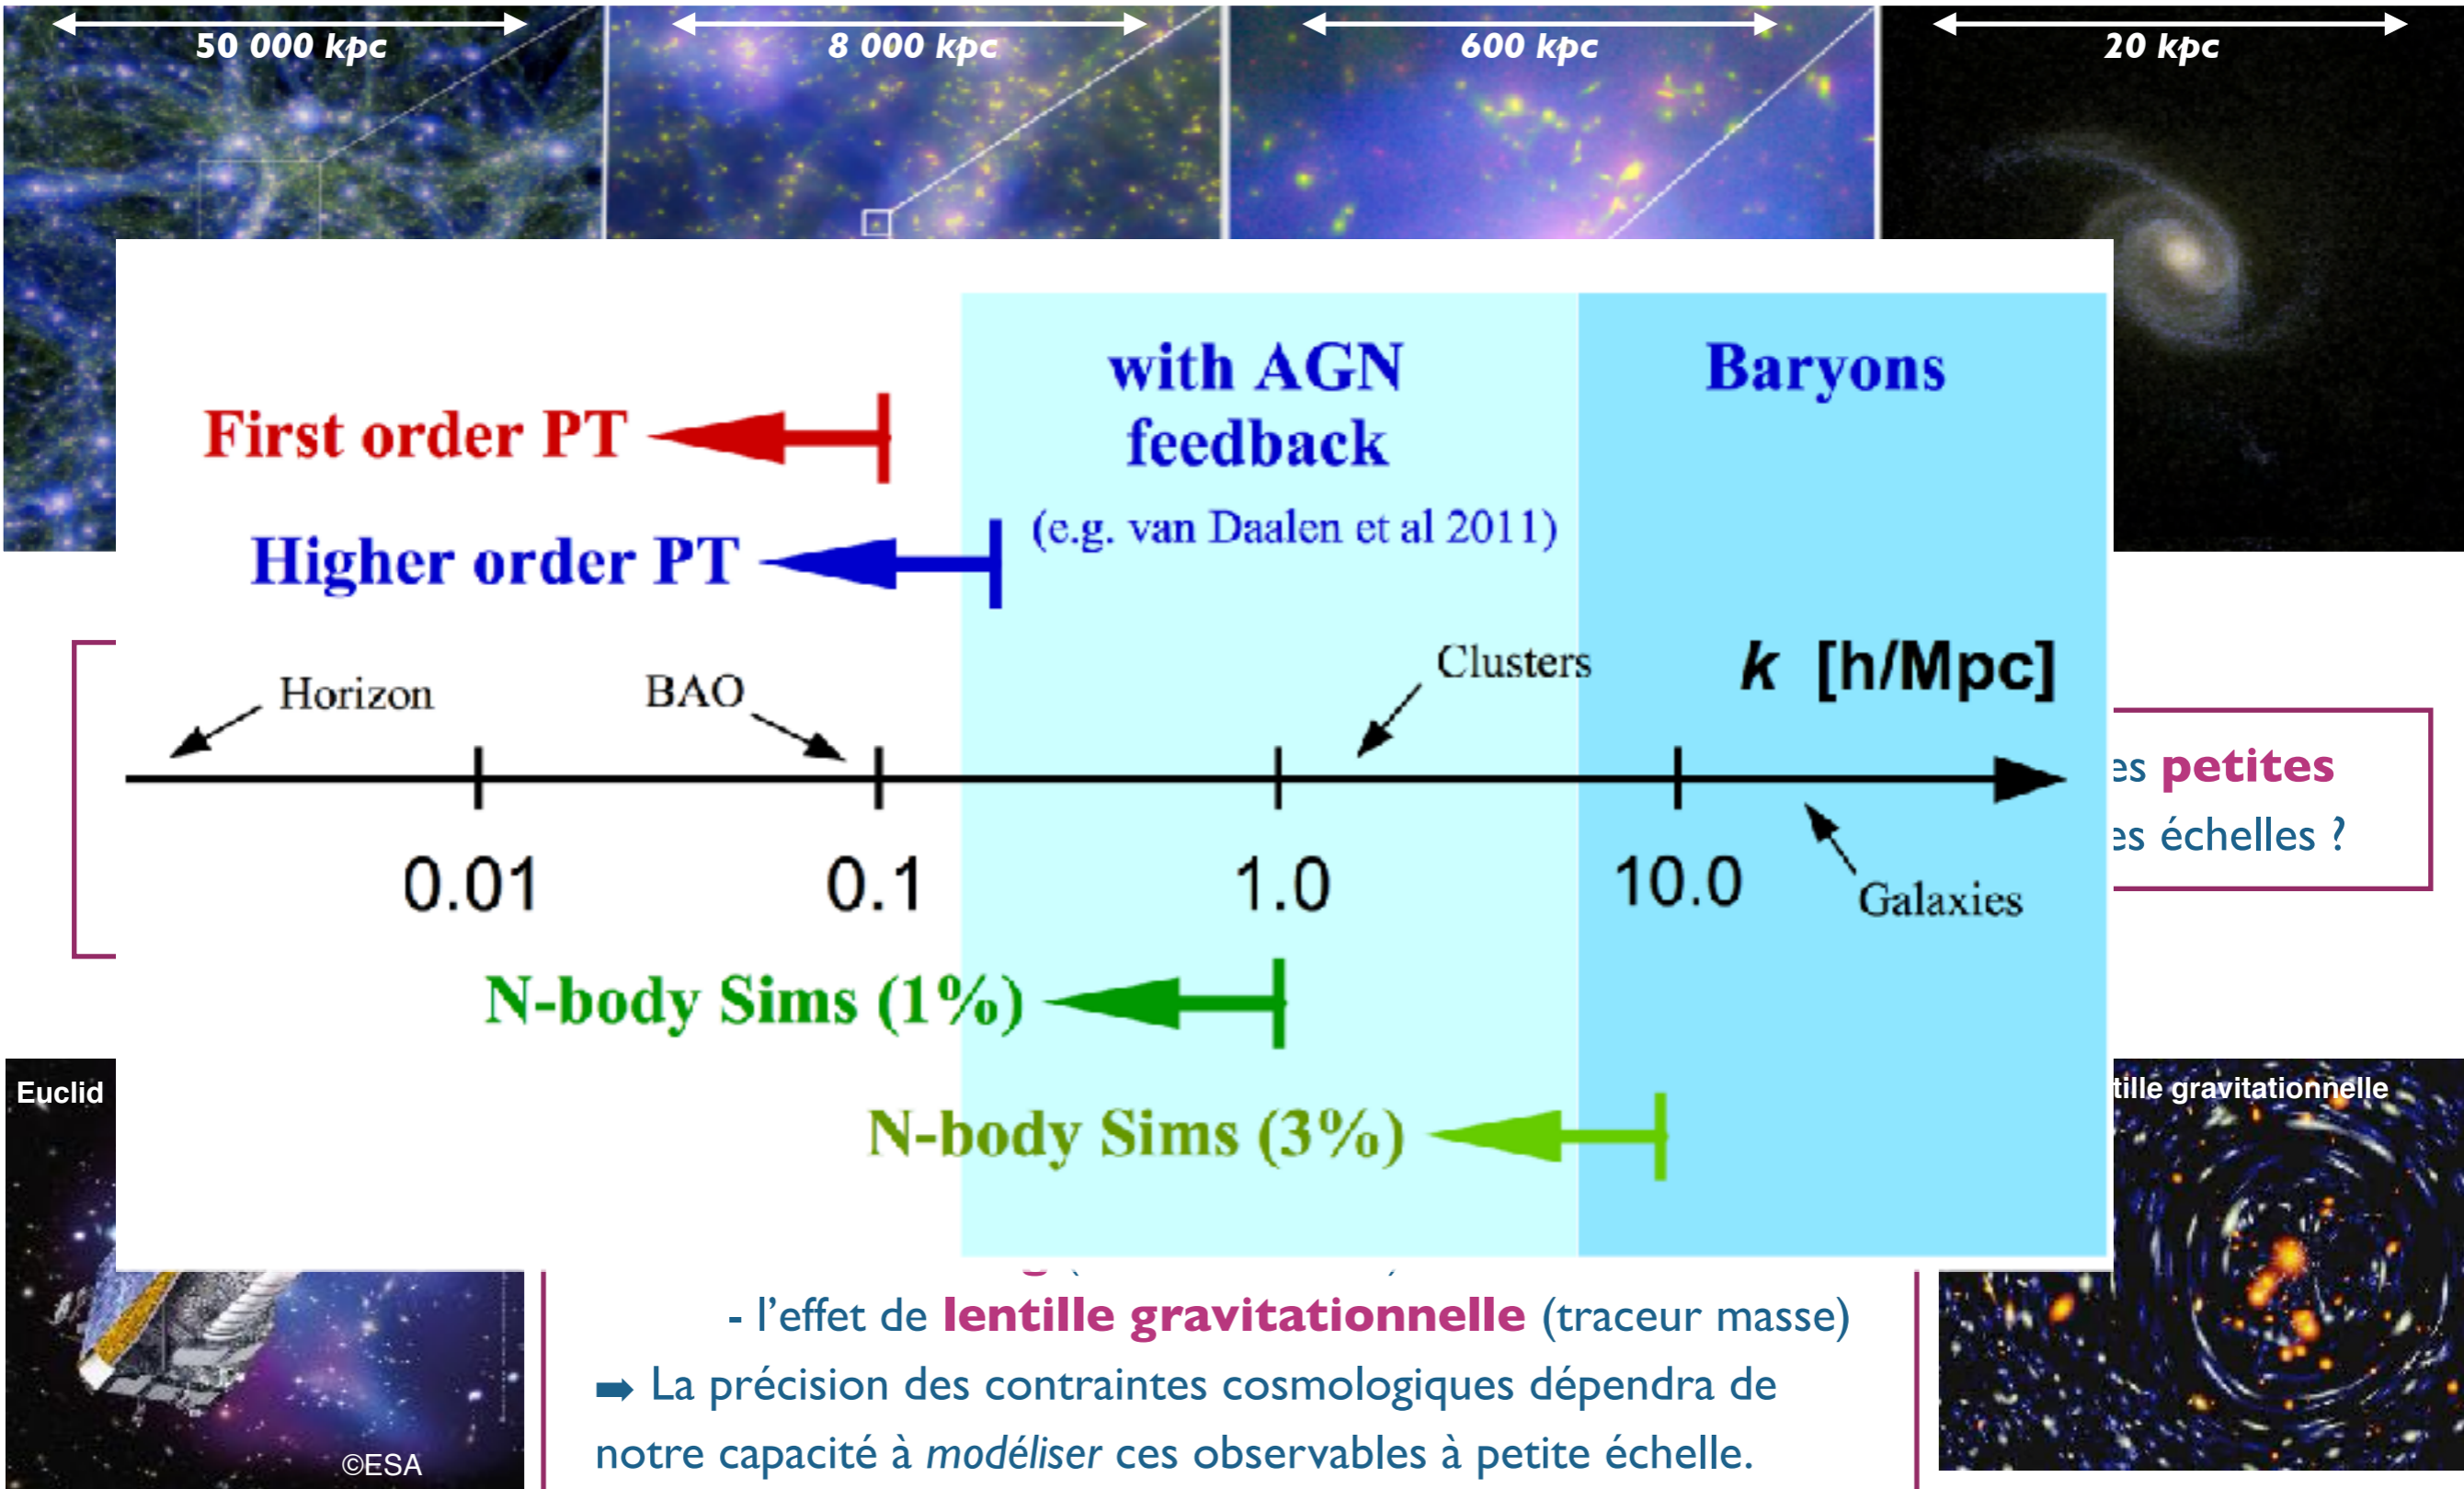 50 000 kpc
8 000 kpc
600 kpc
20 kpc
with AGN
feedback
(e.g. van Daalen et al 2011)
Baryons
First order PT
Higher order PT
Horizon
BAO
Clusters
k [h/Mpc]
0.01
0.1
1.0
10.0
Galaxies
es petites
es échelles ?
N-body Sims (1%)
N-body Sims (3%)
Euclid
©ESA
tille gravitationnelle
- l'effet de lentille gravitationnelle (traceur masse)
➡ La précision des contraintes cosmologiques dépendra de
notre capacité à modéliser ces observables à petite échelle.